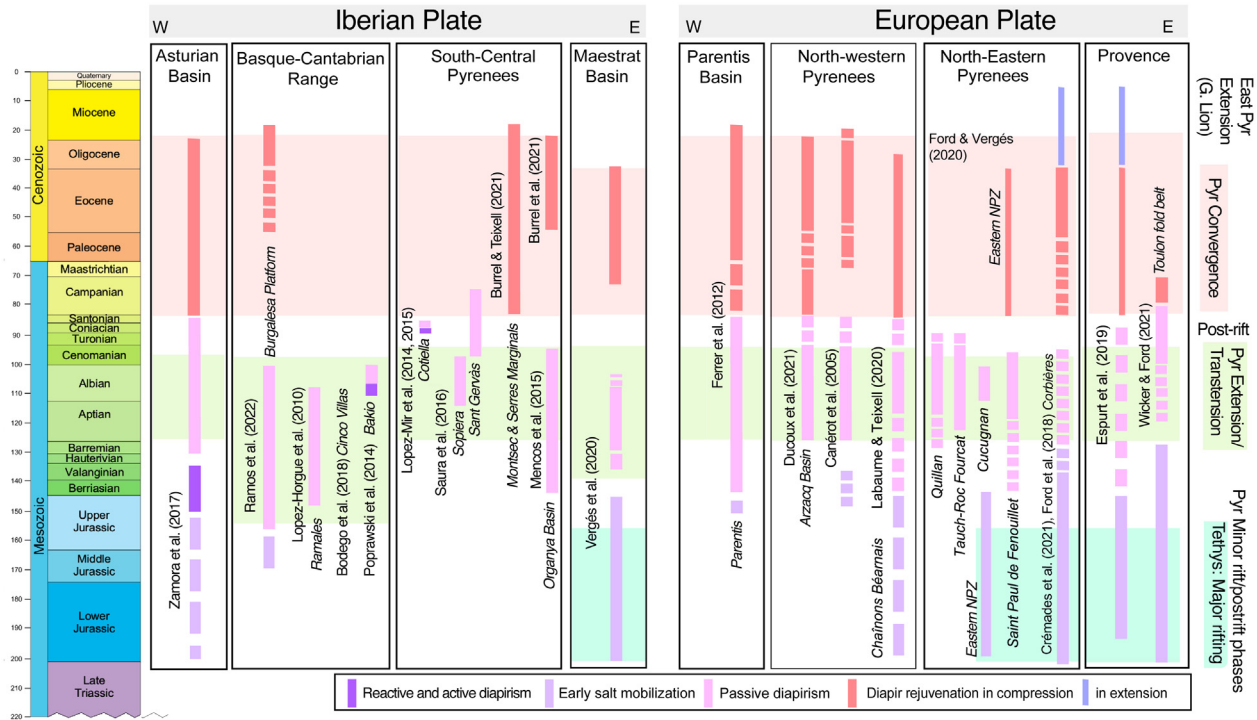 Iberian Plate
European Plate
W
E
W
E
Asturian
Basin
Basque-Cantabrian
Range
South-Central
Pyrenees
Maestrat
Basin
Parentis
Basin
North-western
Pyrenees
North-Eastern
Pyrenees
Provence
0
10
20
30
40
50
60
70
80
90
100
110
120
130
140
150
160
170
180
190
200
210
220
Cenozoic
Mesozoic
Quaternary
Pliocene
Miocene
Oligocene
Eocene
Paleocene
Maastrichtian
Campanian
Santonian
Coniacian
Turonian
Cenomanian
Albian
Aptian
Barremian
Hauterivian
Valanginian
Berriasian
Upper
Jurassic
Middle
Jurassic
Lower
Jurassic
Late
Triassic
Zamora et al. (2017)
Ramos et al. (2022)
Burgalesa Platform
Lopez-Horgue et al. (2010)
Ramales
Bodego et al. (2018) Cinco Villas
Poprawski et al. (2014)
Bakio
Lopez-Mir et al. (2014, 2015)
Cotiella
Saura et al. (2016)
Sopiera
Sant Gervàs
Burrel & Teixell (2021)
Montsec & Serres Marginals
Burrel et al. (2021)
Mencos et al. (2015)
Organya Basin
Vergés et al. (2020)
Ferrer et al. (2012)
Parentis
Ducoux et al. (2021)
Arzacq Basin
Canérot et al. (2005)
Labaume & Teixell (2020)
Chaînons Béarnais
Ford & Vergés
(2020)
Eastern NPZ
Quillan
Tauch-Roc Fourcat
Cucugnan
Eastern NPZ
Saint Paul de Fenouillet
Crémades et al. (2021), Ford et al. (2018) Corbières
Espurt et al. (2019)
Wicker & Ford (2021)
Toulon fold belt
East Pyr
Extension
(G. Lion)
Pyr Convergence
Post-rift
Pyr Extension/
Transtension
Pyr Minor rift/postrift phases
Tethys: Major rifting
Reactive and active diapirism
Early salt mobilization
Passive diapirism
Diapir rejuvenation in compression
in extension